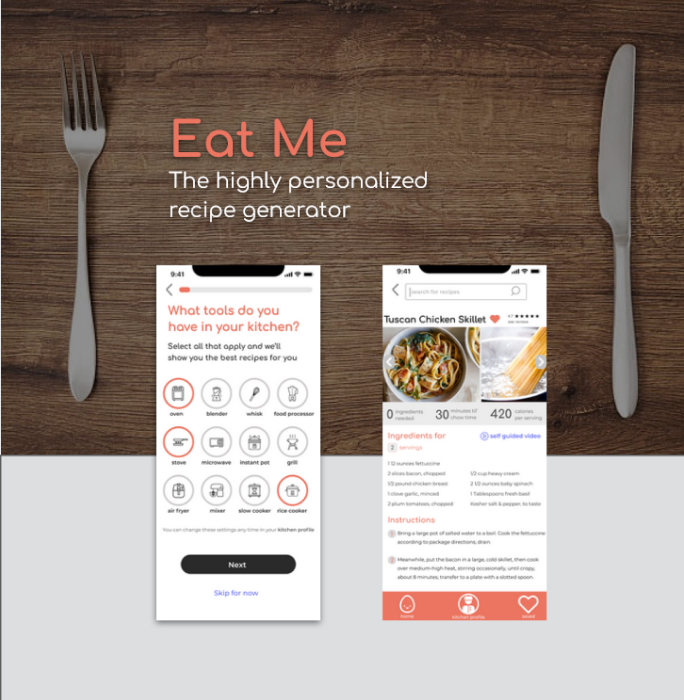 Eat Me
The highly personalized
recipe generator
9:41
What tools do you
have in your kitchen?
Select all that apply and we'll
show you the best recipes for you
oven
blender
whisk
food processor
stove
microwave
instant pot
grill
air fryer
mixer
slow cooker
rice cooker
You can change these settings any time in your kitchen profile
Next
Skip for now
9:41
search for recipes
Tuscan Chicken Skillet
4.7 ★★★★★
0 ingredients needed
30 minutes of chow time
420 calories per serving
Ingredients for
2 servings
self guided video
1 1/2 ounces fettuccine
2 slices bacon, chopped
1/2 pound chicken breast
1 clove garlic, minced
2 plum tomatoes, chopped
1/2 cup heavy cream
2 1/2 ounces baby spinach
1 Tablespoons fresh basil
Kosher salt & pepper, to taste
Instructions
Bring a large pot of salted water to a boil. Cook the fettuccine
according to package directions, drain.
Meanwhile, put the bacon in a large, cold skillet, then cook
over medium high heat, stirring occasionally, until crispy,
about 8 minutes, transfer to a plate with a slotted spoon.
home
kitchen profile
saved